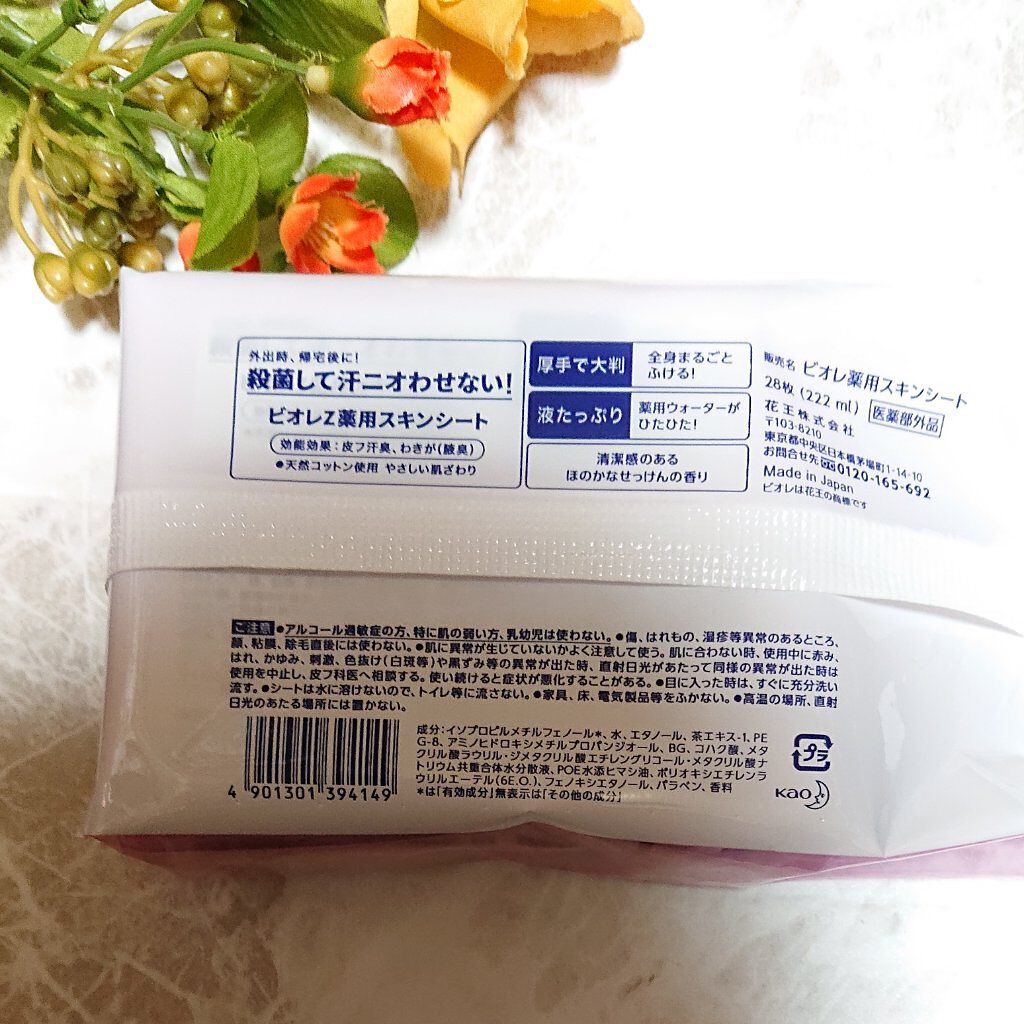 外出時、帰宅後に!
殺菌して汗ニオわせない!
ビオレZ薬用スキンシート
効能効果：皮フ汗臭、わきが(腋臭)
●天然コットン使用 やさしい肌ざわり
厚手で大判
全身まるごと
ふける!
液たっぷり
薬用ウォーターが
ひたひた!
清潔感のある
ほのかなせっけんの香り
販売名 ビオレ薬用スキンシート
28枚 (222 ml) 医薬部外品
花王株式会社
〒103-8210
東京都中央区日本橋茅場町1-14-10
お問合せ先 0120-165-692
Made in Japan
ビオレは花王の商標です
ご注意 ●アルコール過敏症の方、特に肌の弱い方、乳幼児は使わない。●傷、はれもの、湿疹等異常のあるところ、
顔、粘膜、除毛直後には使わない。●肌に異常が生じていないかよく注意して使う。肌に合わない時、使用中に赤み、
はれ、かゆみ、刺激、色抜け(白斑等)や黒ずみ等の異常が出た時、直射日光があたって同様の異常が出た時は
使用を中止し、皮フ科医へ相談する。使い続けると症状が悪化することがある。●目に入った時は、すぐに充分洗い
流す。●シートは水に溶けないので、トイレ等に流さない。●家具、床、電気製品等をふかない。●高温の場所、直射
日光のあたる場所には置かない。
成分：イソプロピルメチルフェノール*、水、エタノール、茶エキス-1、PE
G-8、アミノヒドロキシメチルプロパンジオール、BG、コハク酸、メタ
クリル酸ラウリル・ジメタクリル酸エチレングリコール・メタクリル酸ナ
トリウム共重合体水分散液、POE水添ヒマシ油、ポリオキシエチレンラ
ウリルエーテル(6E.O.)、フェノキシエタノール、パラベン、香料
*は「有効成分」無表示は「その他の成分」
4 901301 394149
プラ
Kao